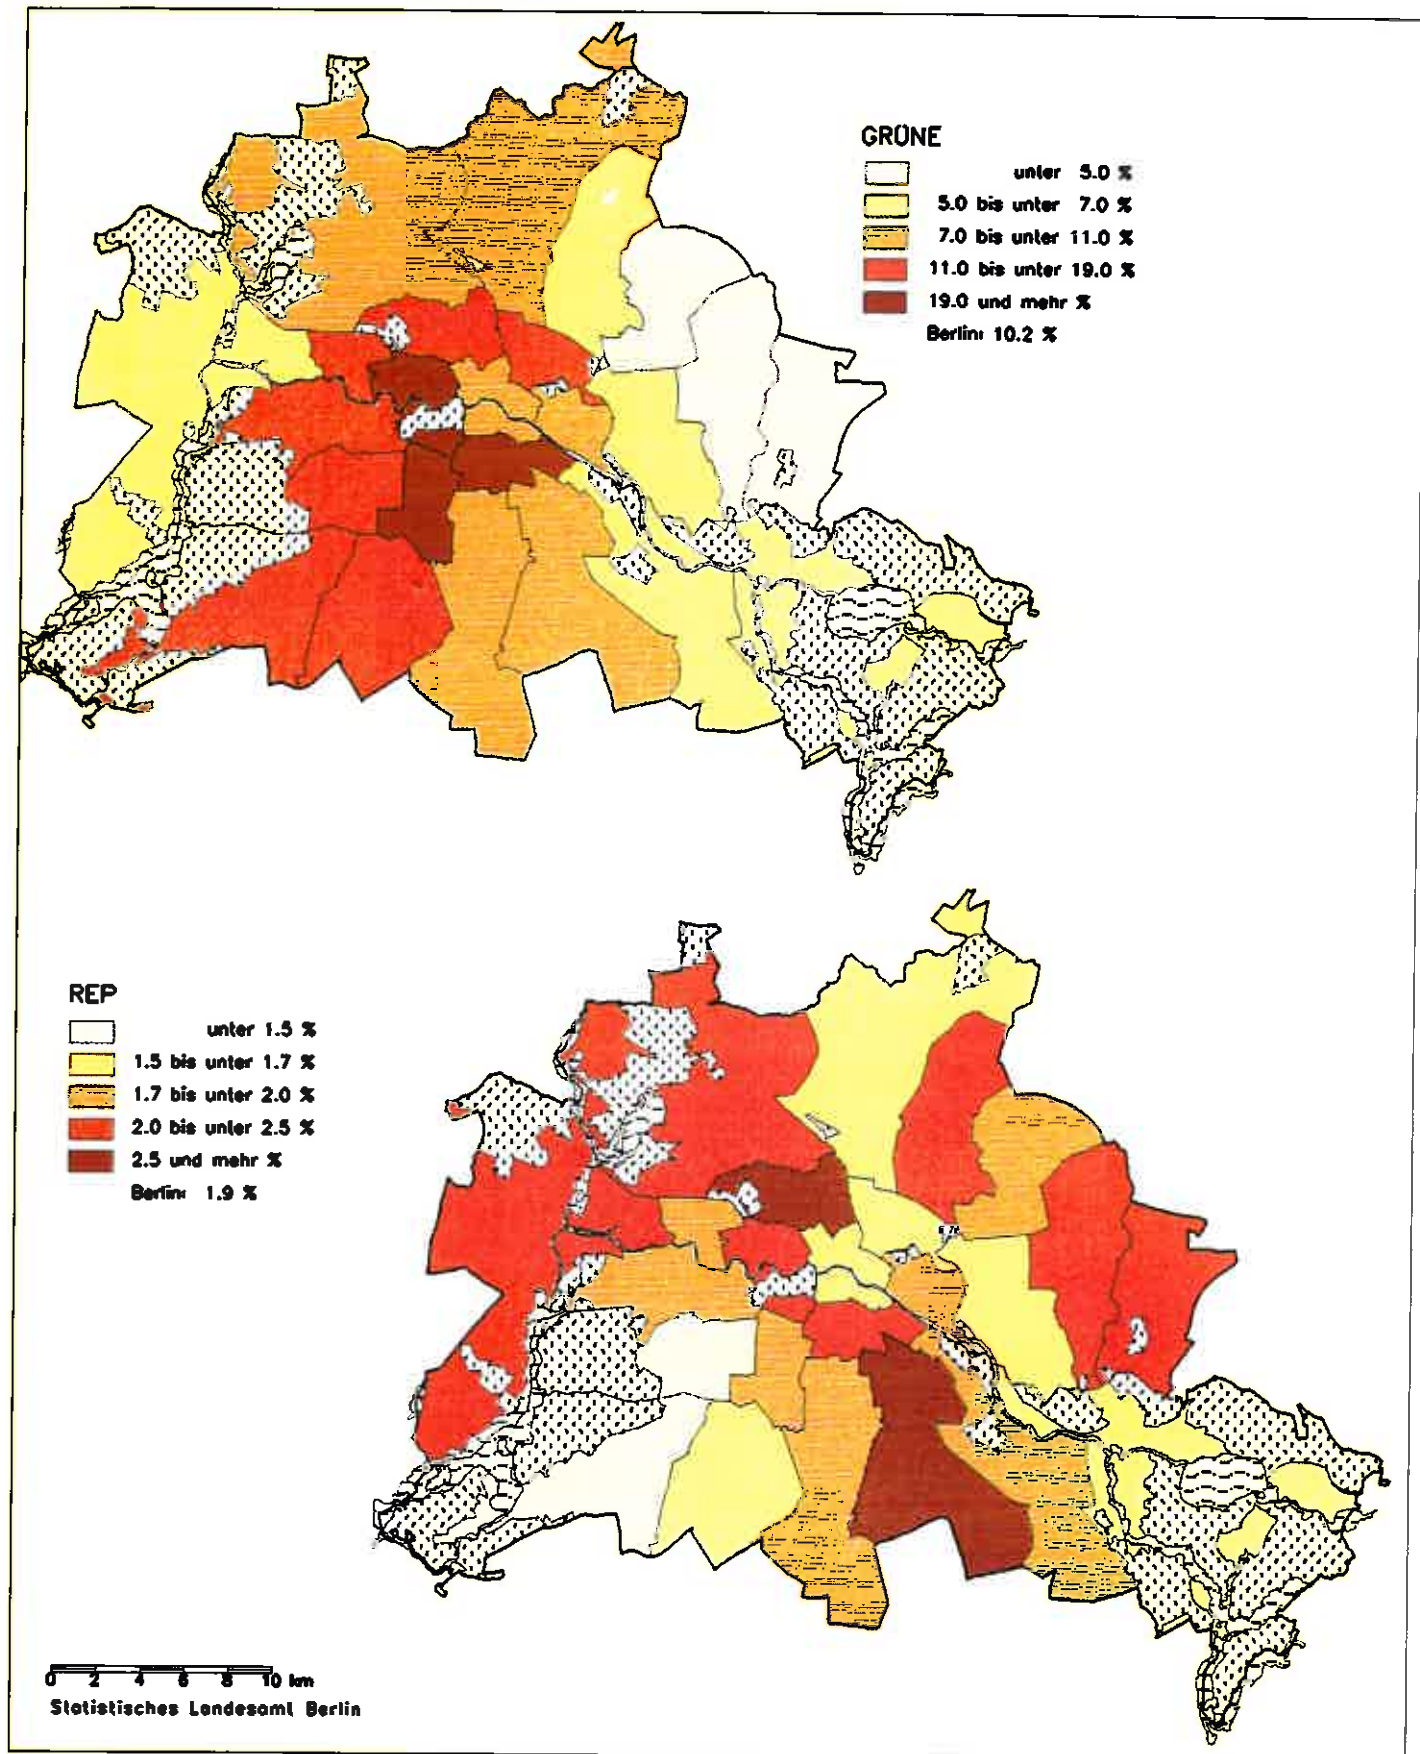 GRÜNE
unter 5.0 %
5.0 bis unter 7.0 %
7.0 bis unter 11.0 %
11.0 bis unter 19.0 %
19.0 und mehr %
Berlin: 10.2 %
REP
unter 1.5 %
1.5 bis unter 1.7 %
1.7 bis unter 2.0 %
2.0 bis unter 2.5 %
2.5 und mehr %
Berlin: 1.9 %
0 2 4 6 8 10 km
Statistisches Landesamt Berlin